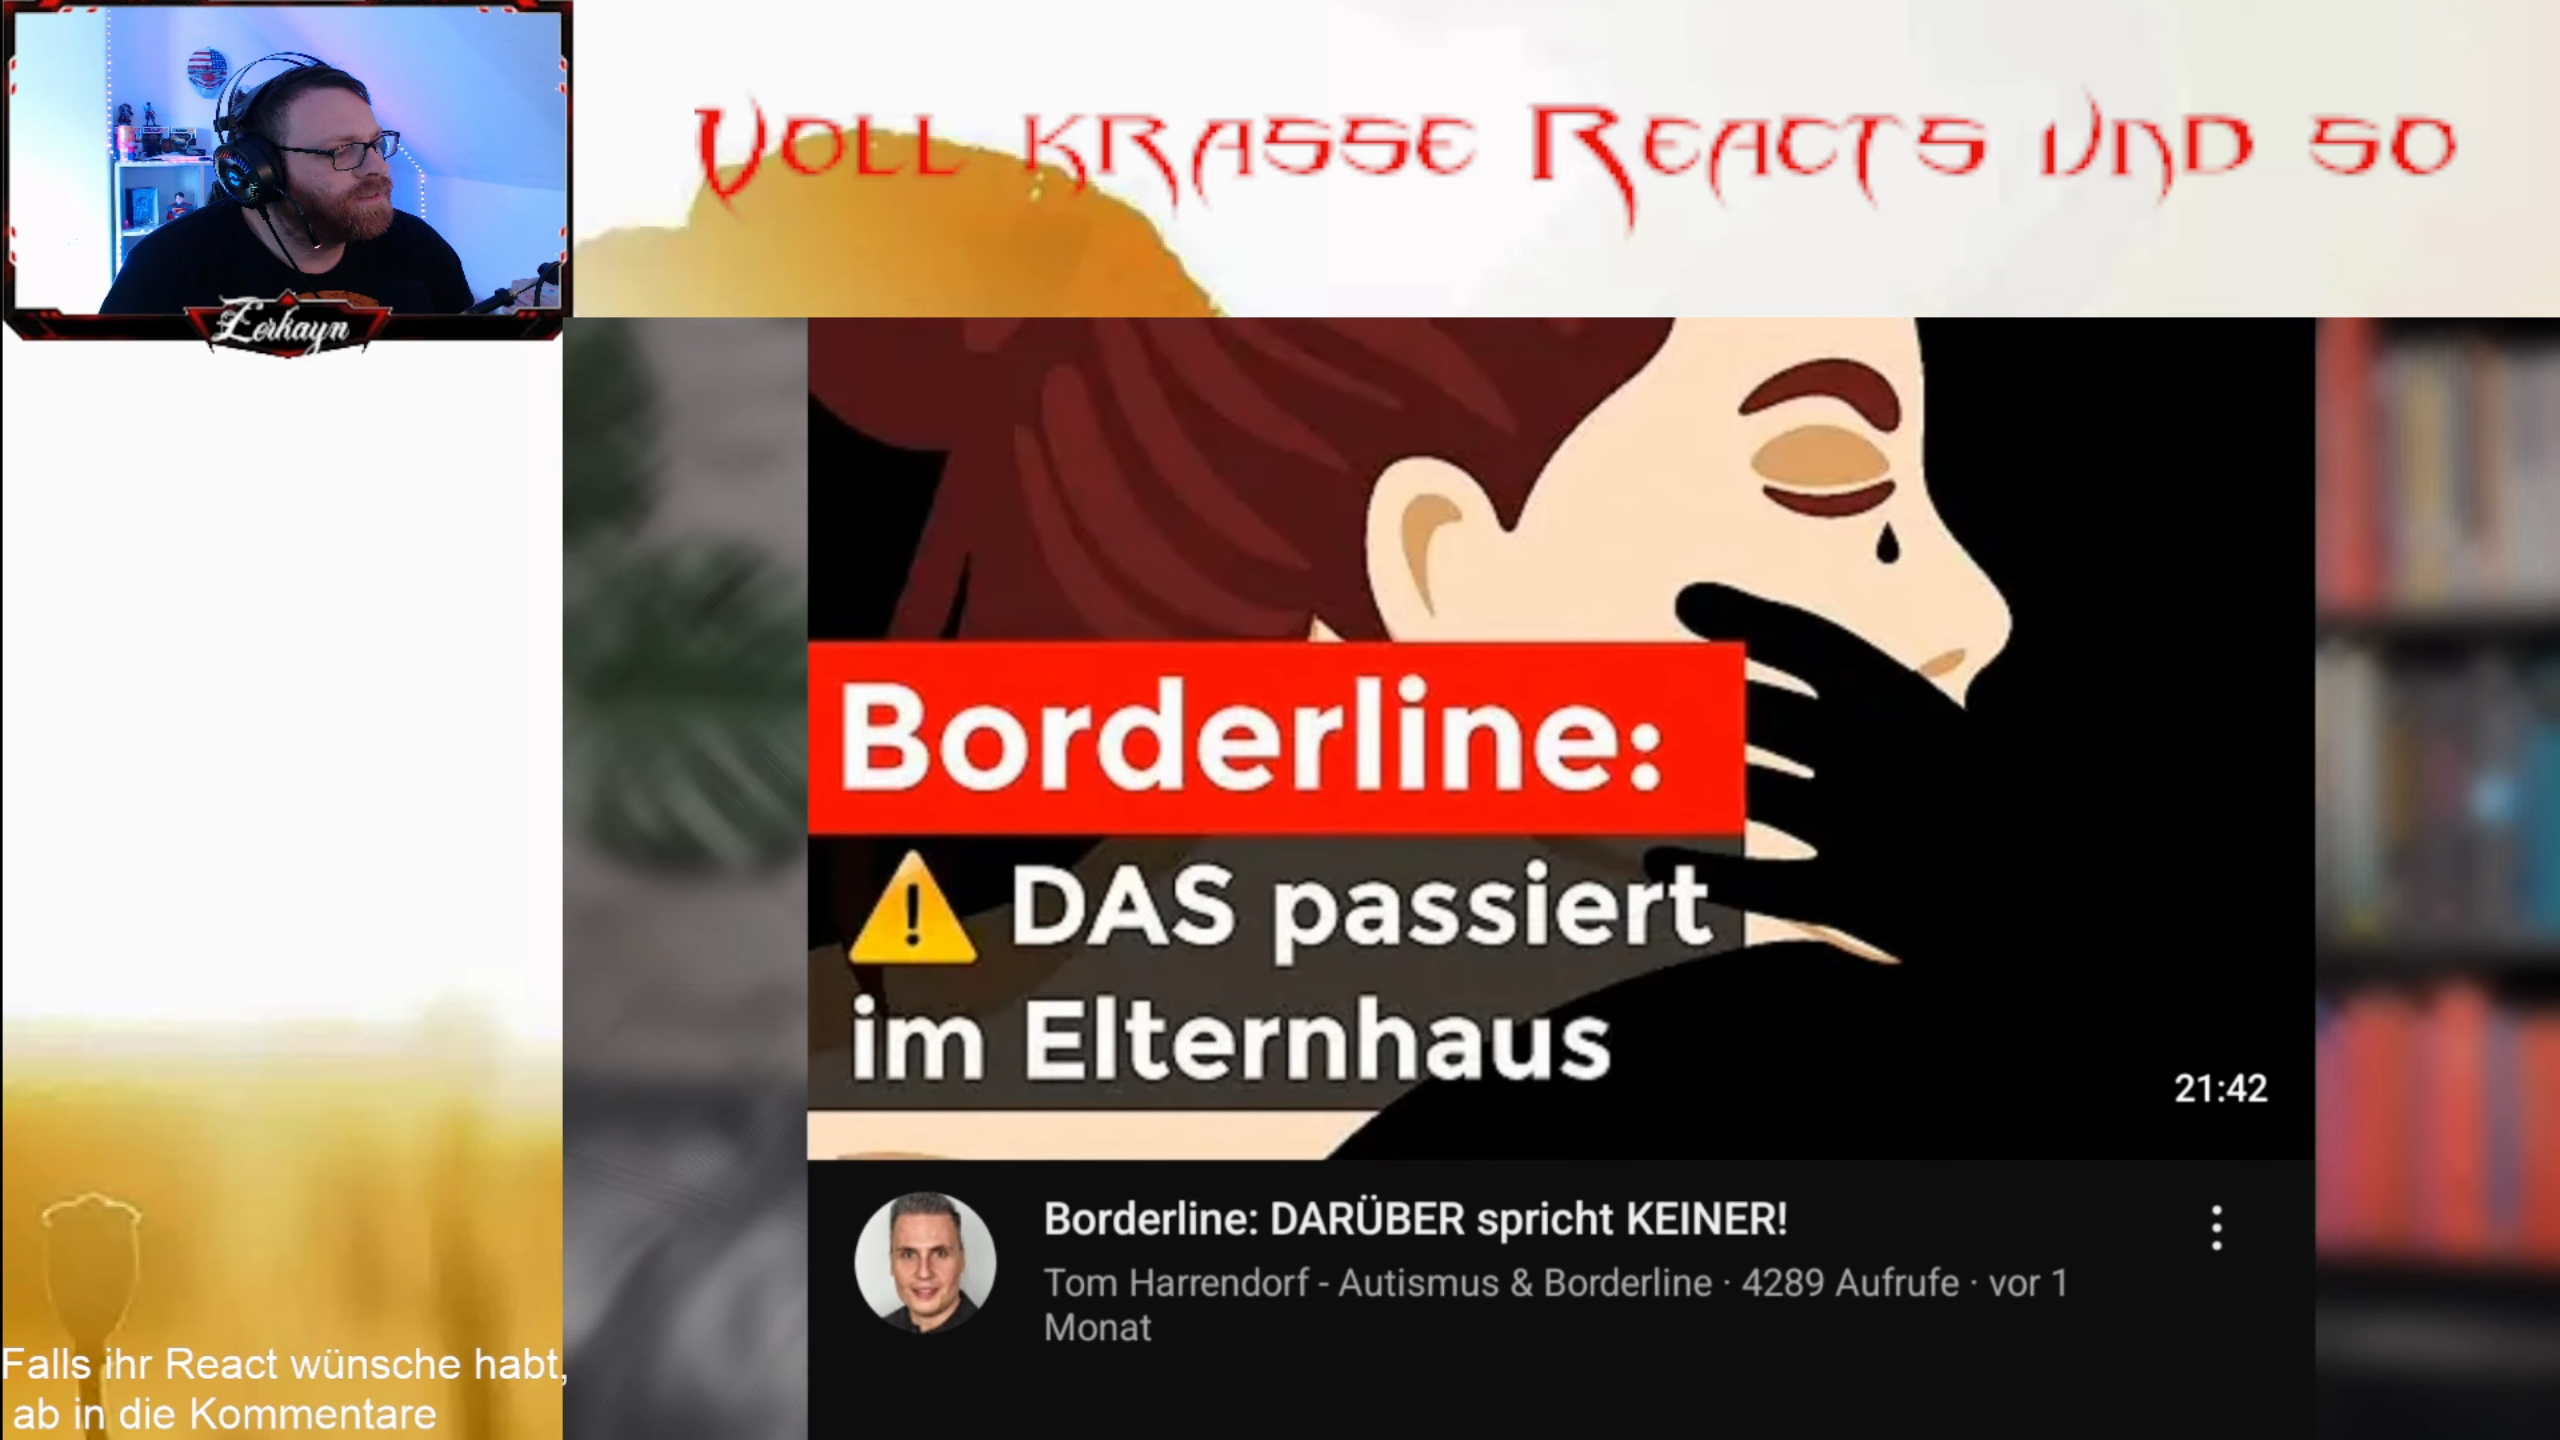 Voll krasse Reacts und so
Zerkayn
Borderline:
⚠ DAS passiert
im Elternhaus
21:42
Borderline: DARÜBER spricht KEINER!
Tom Harrendorf - Autismus & Borderline · 4289 Aufrufe · vor 1
Monat
Falls ihr React wünsche habt,
ab in die Kommentare